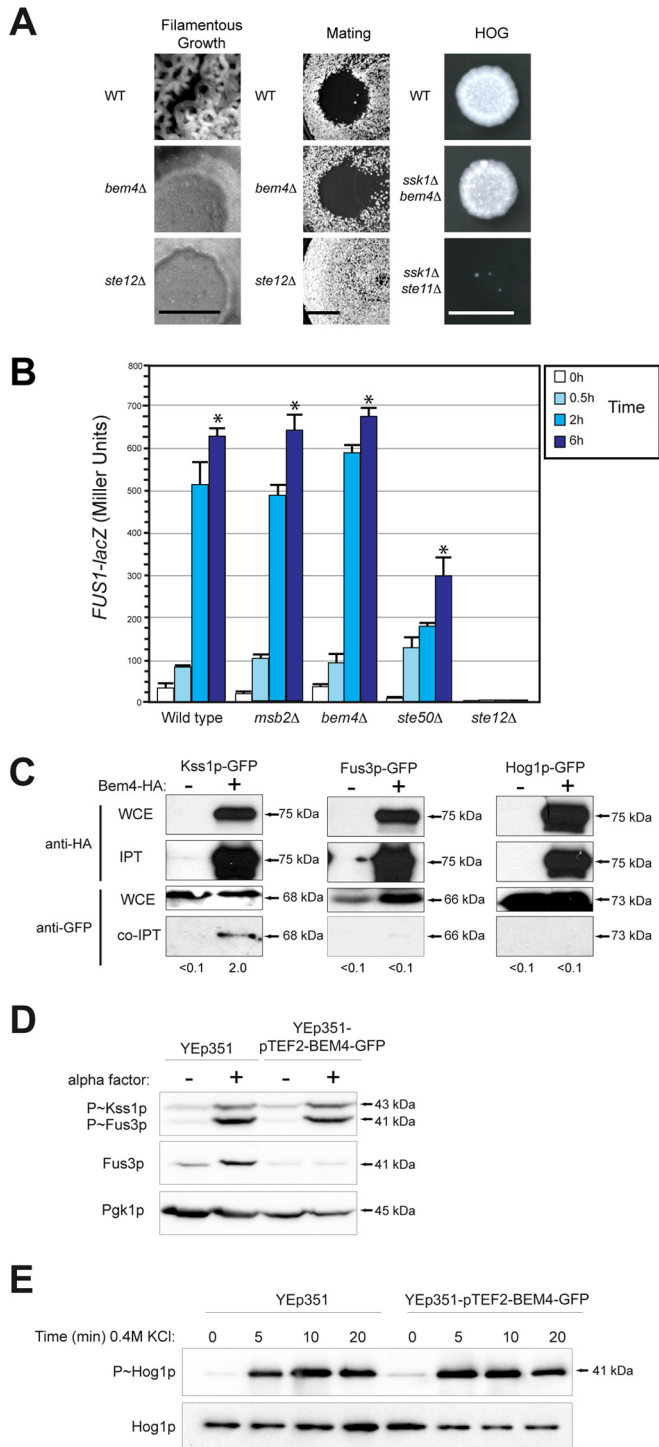 A
Filamentous Growth
Mating
HOG
WT
WT
WT
bem4Δ
bem4Δ
ssk1Δ bem4Δ
ste12Δ
ste12Δ
ssk1Δ ste11Δ
B
FUS1-lacZ (Miller Units)
800
700
600
500
400
300
200
100
0
* * * *
Wild type msb2Δ bem4Δ ste50Δ ste12Δ
0h
0.5h
2h
6h
Time
C
Kss1p-GFP Fus3p-GFP Hog1p-GFP
Bem4-HA: - + - + - +
anti-HA
WCE 75 kDa 75 kDa 75 kDa
IPT 75 kDa 75 kDa 75 kDa
anti-GFP
WCE 68 kDa 66 kDa 73 kDa
co-IPT 68 kDa 66 kDa 73 kDa
<0.1 2.0 <0.1 <0.1 <0.1 <0.1
D
YEp351
YEp351-
pTEF2-BEM4-GFP
alpha factor: - + - +
P~Kss1p 43 kDa
P~Fus3p 41 kDa
Fus3p 41 kDa
Pgk1p 45 kDa
E
YEp351 YEp351-pTEF2-BEM4-GFP
Time (min) 0.4M KCl: 0 5 10 20 0 5 10 20
P~Hog1p 41 kDa
Hog1p